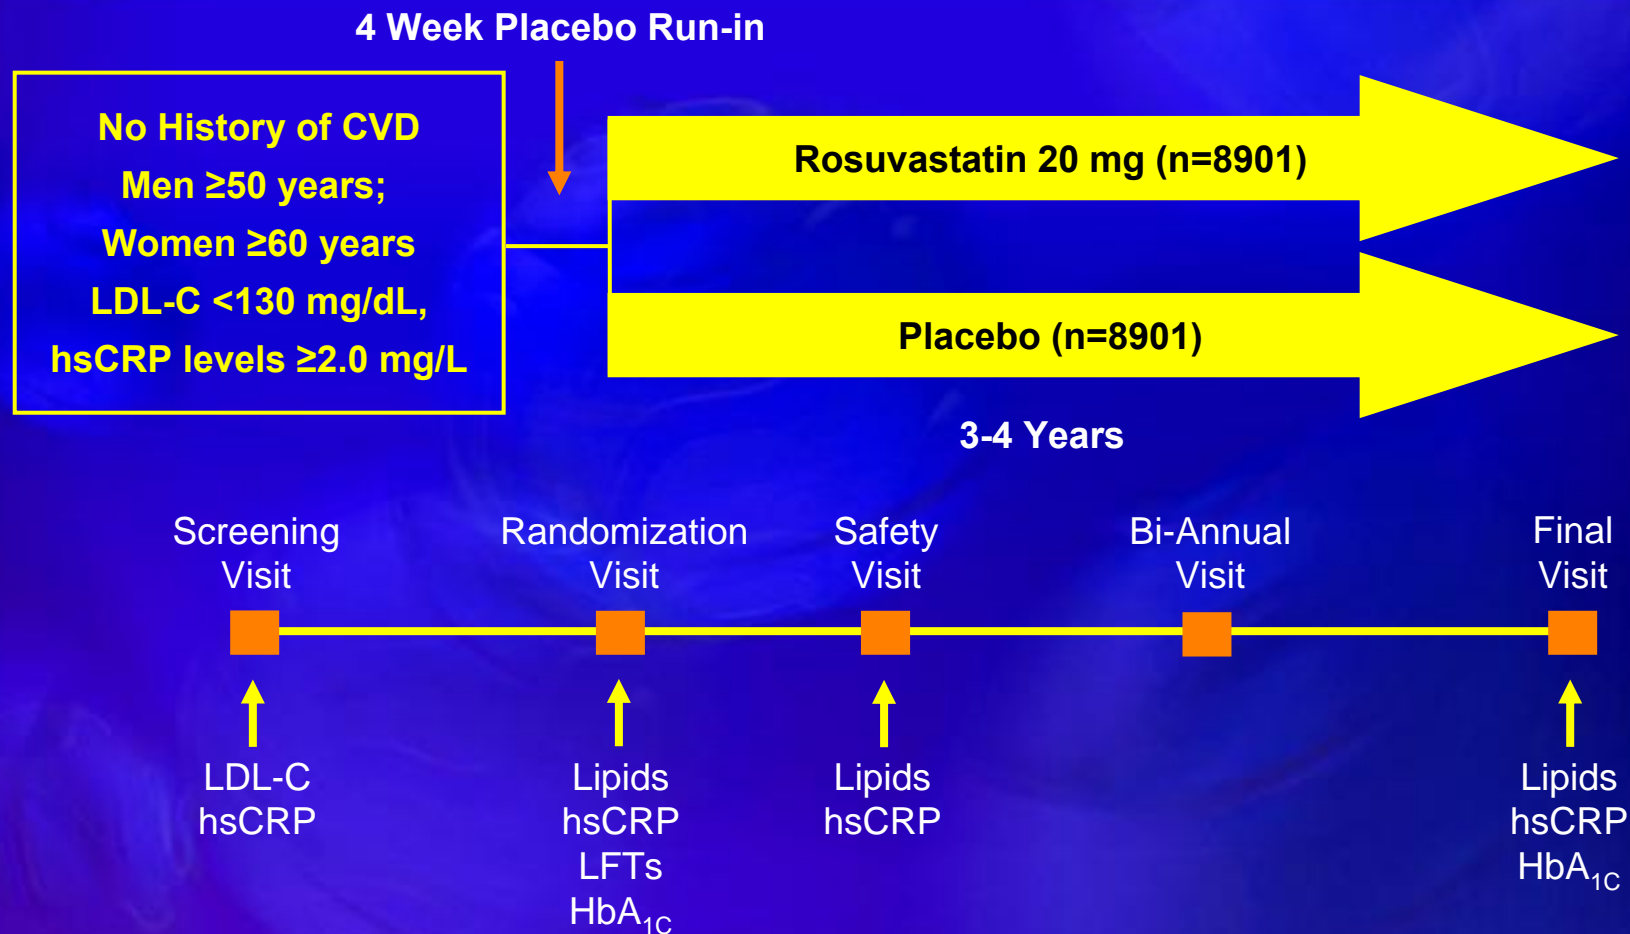 4 Week Placebo Run-in
No History of CVD
Men ≥50 years;
Women ≥60 years
LDL-C <130 mg/dL,
hsCRP levels ≥2.0 mg/L
Rosuvastatin 20 mg (n=8901)
Placebo (n=8901)
3-4 Years
Screening
Visit
Randomization
Visit
Safety
Visit
Bi-Annual
Visit
Final
Visit
LDL-C
hsCRP
Lipids
hsCRP
LFTs
HbA1C
Lipids
hsCRP
Lipids
hsCRP
HbA1C